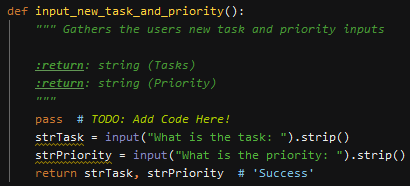 def input_new_task_and_priority():
    """ Gathers the users new task and priority inputs

    :return: string (Tasks)
    :return: string (Priority)
    """
    pass  # TODO: Add Code Here!
    strTask = input("What is the task: ").strip()
    strPriority = input("What is the priority: ").strip()
    return strTask, strPriority  # 'Success'